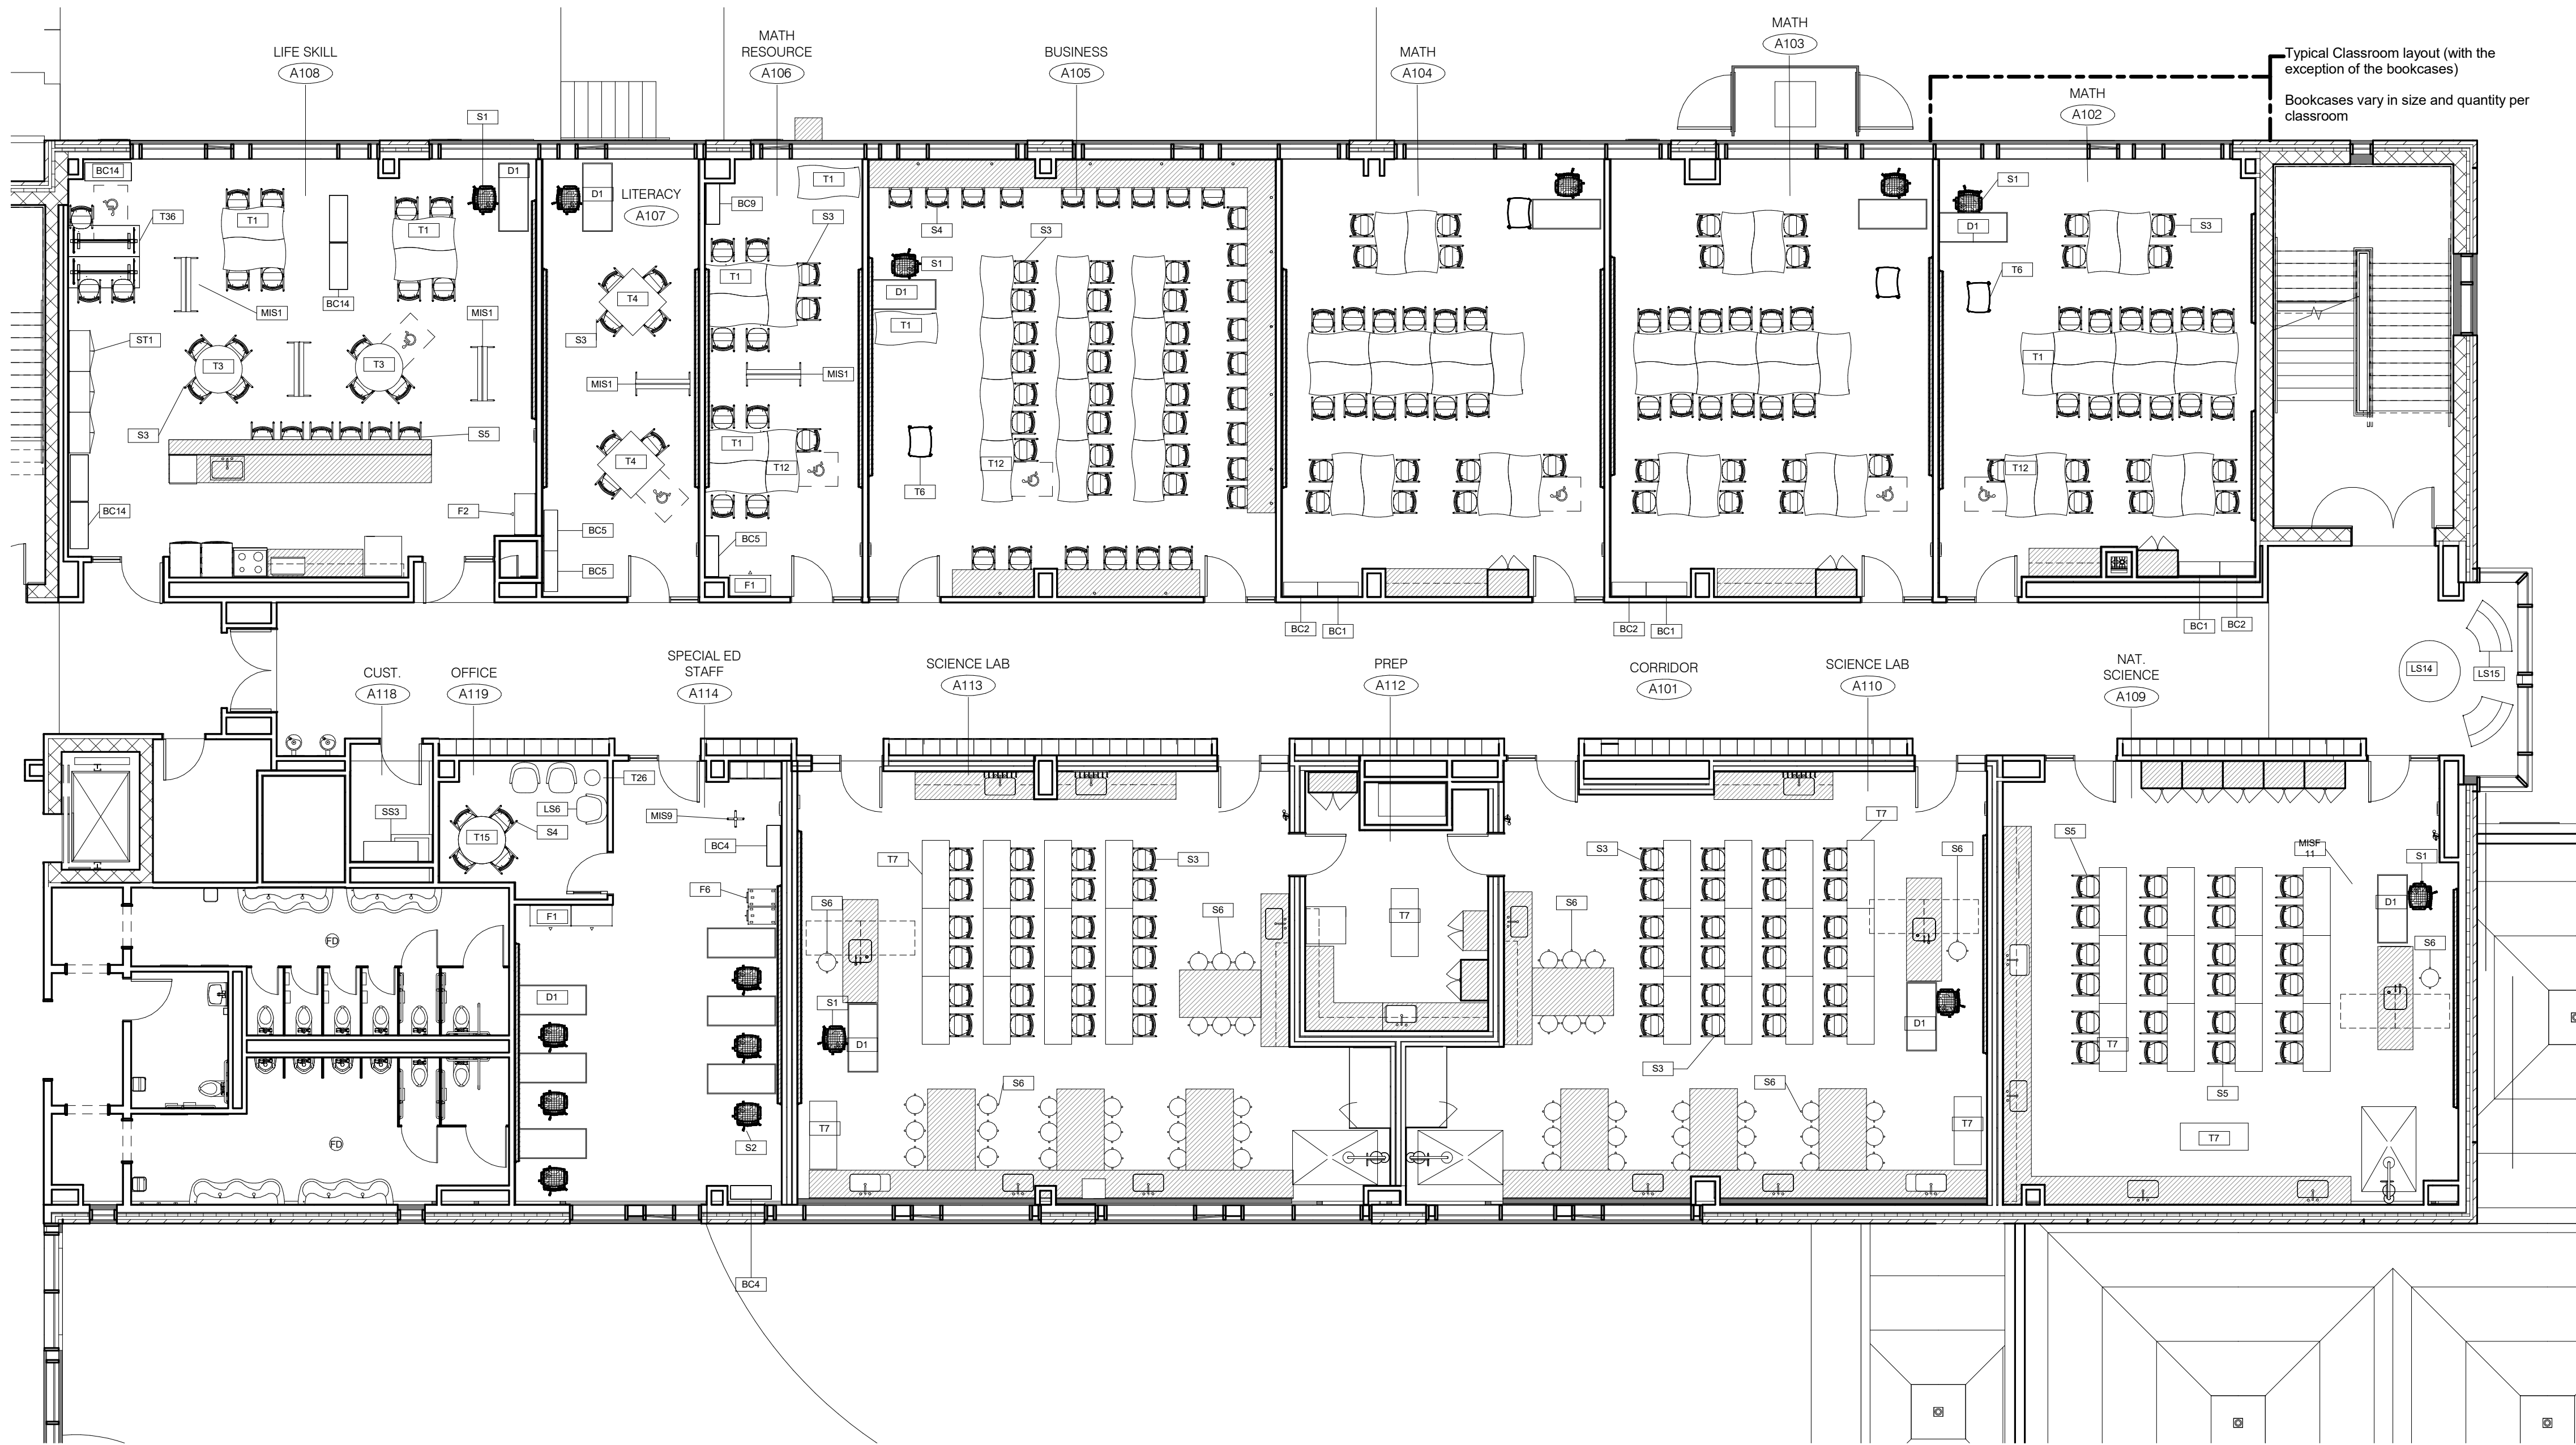 LIFE SKILL
A108
MATH
RESOURCE
A106
BUSINESS
A105
MATH
A104
MATH
A103
MATH
A102
Typical Classroom layout (with the
exception of the bookcases)
Bookcases vary in size and quantity per
classroom
S1
BC14
T36
T1
T1
D1
BC14
MIS1
MIS1
ST1
T3
T3
S3
S5
BC14
F2
D1
LITERACY
A107
T4
S3
MIS1
T4
BC5
BC5
T1
BC9
S3
T1
MIS1
T1
T12
BC5
F1
S4
S1
S3
D1
T1
T12
T6
S1
D1
S3
T6
T1
T12
BC2
BC1
BC2
BC1
BC1
BC2
LS14
LS15
CUST.
A118
OFFICE
A119
SPECIAL ED
STAFF
A114
SCIENCE LAB
A113
PREP
A112
CORRIDOR
A101
SCIENCE LAB
A110
NAT.
SCIENCE
A109
SS3
T26
LS6
S4
T15
MIS9
BC4
F6
F1
D1
S2
BC4
FD
FD
T7
S3
S6
S6
S1
D1
S6
T7
T7
S3
T7
S6
S6
D1
S3
S6
T7
S5
MISF
11
S1
D1
S6
T7
S5
T7